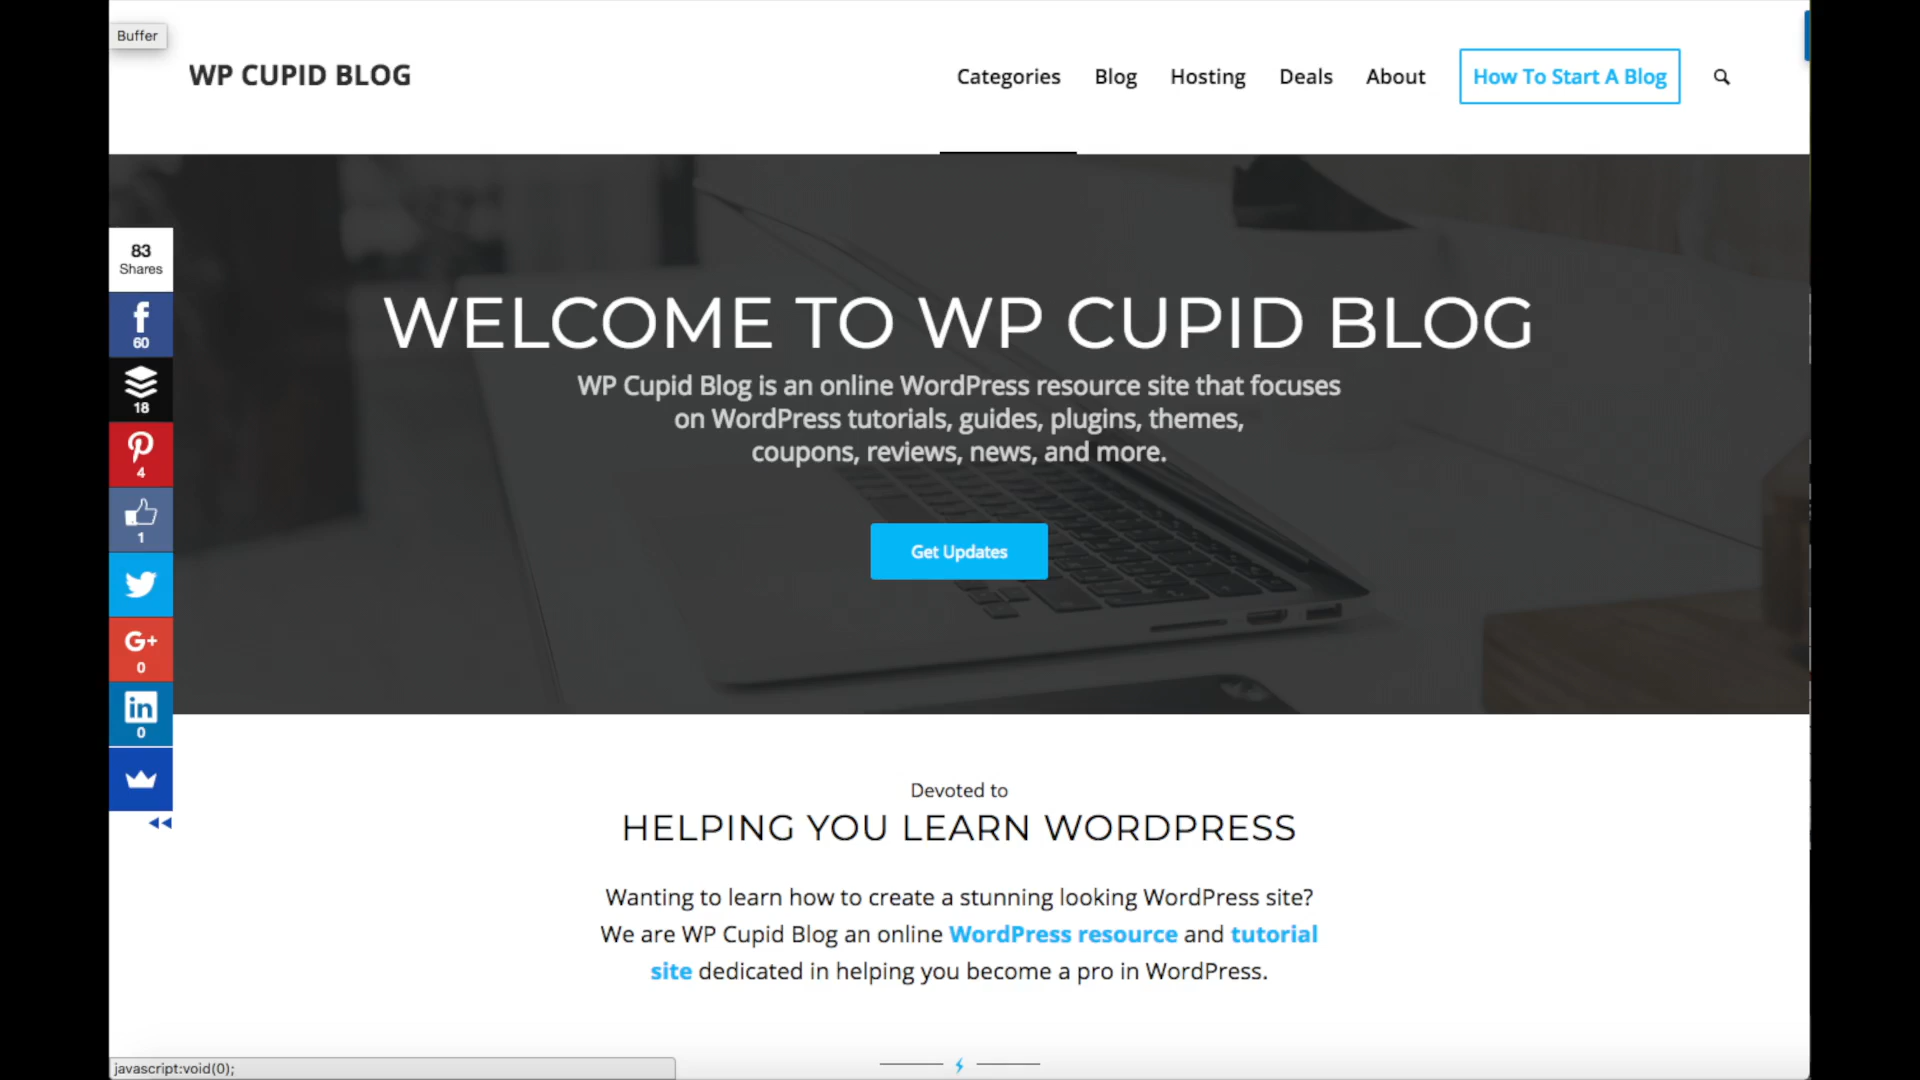 Buffer
WP CUPID BLOG
Categories Blog Hosting Deals About How To Start A Blog
83
Shares
60
18
4
1
G+
0
in
0
WELCOME TO WP CUPID BLOG
WP Cupid Blog is an online WordPress resource site that focuses
on WordPress tutorials, guides, plugins, themes,
coupons, reviews, news, and more.
Get Updates
Devoted to
HELPING YOU LEARN WORDPRESS
Wanting to learn how to create a stunning looking WordPress site?
We are WP Cupid Blog an online WordPress resource and tutorial
site dedicated in helping you become a pro in WordPress.
javascript:void(0);